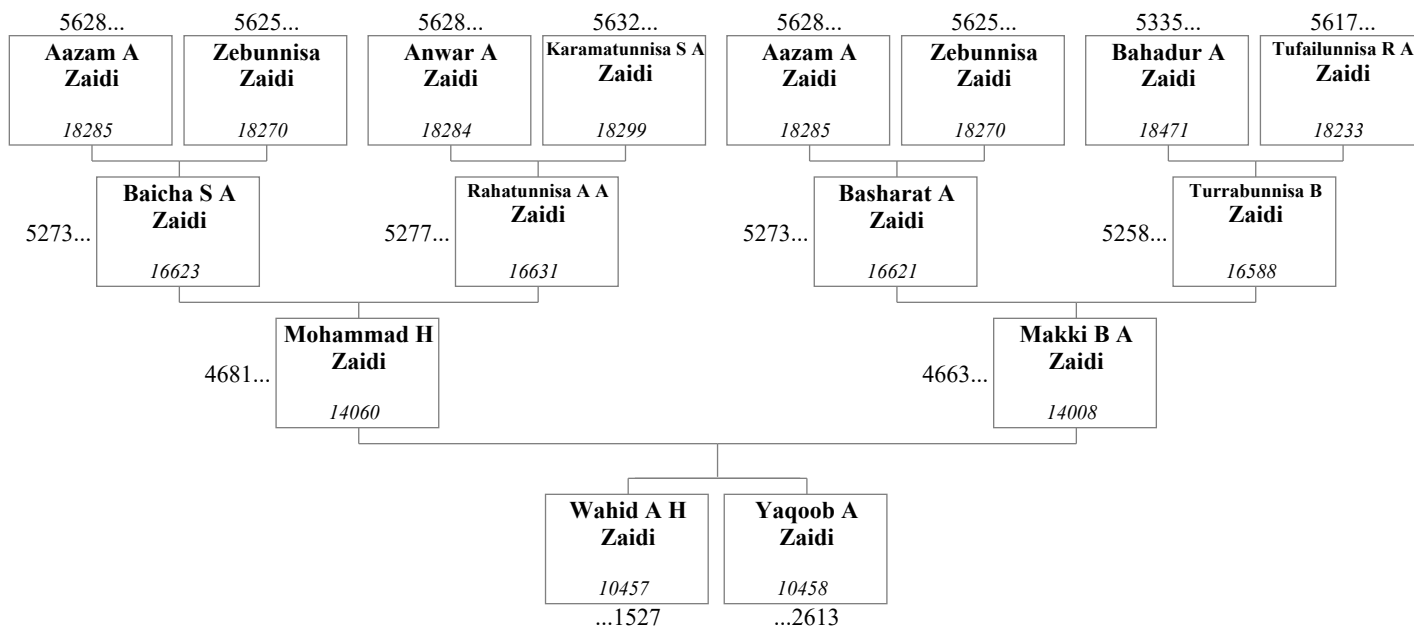 5628... 5625... 5628... 5632... 5628... 5625... 5335... 5617...
Aazam A
Zaidi
18285
Zebunnisa
Zaidi
18270
Anwar A
Zaidi
18284
Karamatunnisa S A
Zaidi
18299
Aazam A
Zaidi
18285
Zebunnisa
Zaidi
18270
Bahadur A
Zaidi
18471
Tufailunnisa R A
Zaidi
18233
5273...
Baicha S A
Zaidi
16623
5277...
Rahatunnisa A A
Zaidi
16631
5273...
Basharat A
Zaidi
16621
5258...
Turrabunnisa B
Zaidi
16588
4681...
Mohammad H
Zaidi
14060
4663...
Makki B A
Zaidi
14008
Wahid A H
Zaidi
10457
...1527
Yaqoob A
Zaidi
10458
...2613